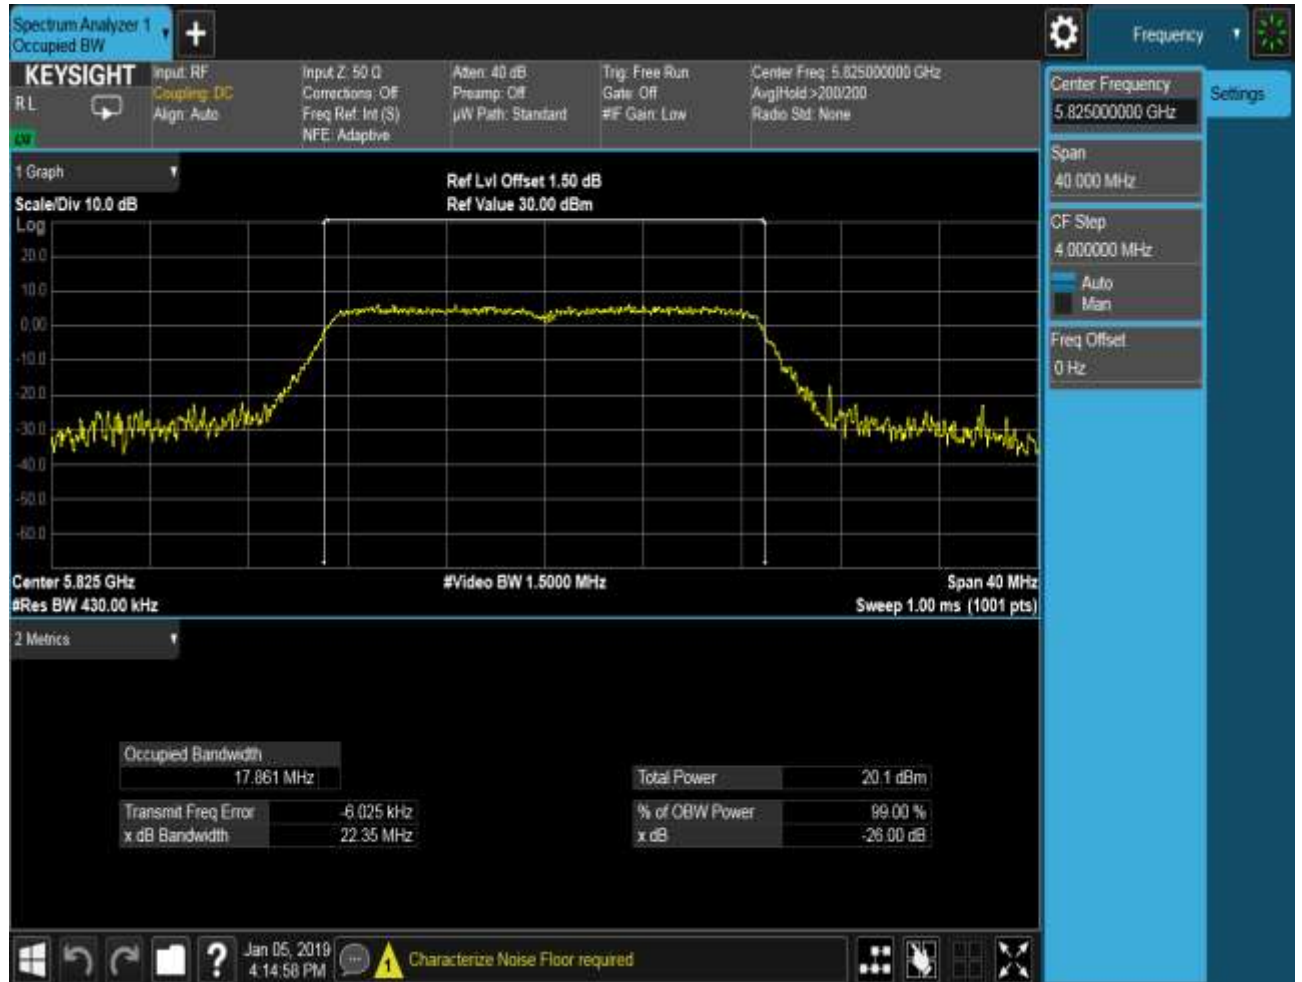 Spectrum Analyzer 1
Occupied BW
Frequency
KEYSIGHT
RL
Input: RF
Coupling: DC
Align: Auto
Input Z: 50 Ω
Corrections: Off
Freq Ref: Int (S)
NFE: Adaptive
Atten: 40 dB
Preamp: Off
µW Path: Standard
Trig: Free Run
Gate: Off
#IF Gain: Low
Center Freq: 5.825000000 GHz
Avg|Hold:>200/200
Radio Std: None
Center Frequency
5.825000000 GHz
Settings
Span
40.000 MHz
CF Step
4.000000 MHz
Auto
Man
Freq Offset
0 Hz
1 Graph
Scale/Div 10.0 dB
Ref Lvl Offset 1.50 dB
Ref Value 30.00 dBm
Log
20.0
10.0
0.00
-10.0
-20.0
-30.0
-40.0
-50.0
-60.0
Center 5.825 GHz
#Video BW 1.5000 MHz
Span 40 MHz
#Res BW 430.00 kHz
Sweep 1.00 ms (1001 pts)
2 Metrics
Occupied Bandwidth
17.861 MHz
Total Power 20.1 dBm
Transmit Freq Error -6.025 kHz
% of OBW Power 99.00 %
x dB Bandwidth 22.35 MHz
x dB -26.00 dB
?
Jan 05, 2019
4:14:58 PM
1
Characterize Noise Floor required